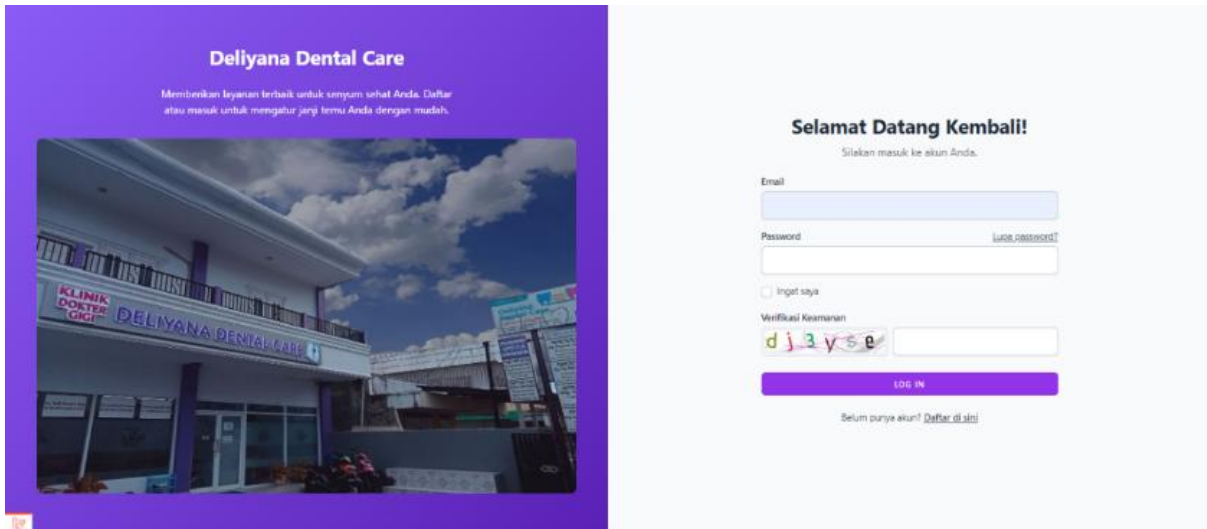 Deliyana Dental Care
Memberikan layanan terbaik untuk senyum sehat Anda. Daftar
atau masuk untuk mengatur janji temu Anda dengan mudah.
KLINIK
DOKTER
GIGI
DELIYANA DENTAL CARE
Selamat Datang Kembali!
Silakan masuk ke akun Anda.
Email
Password
Lupa password?
Ingat saya
Verifikasi Keamanan
dj3yse
LOG IN
Belum punya akun? Daftar di sini